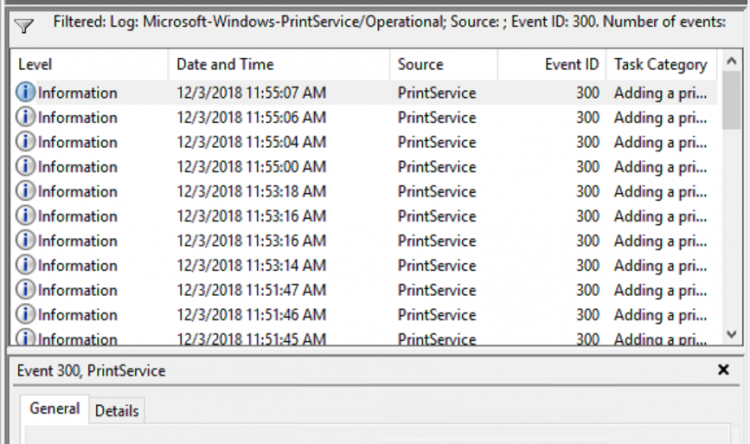 Filtered: Log: Microsoft-Windows-PrintService/Operational; Source: ; Event ID: 300. Number of events:
Level Date and Time Source Event ID Task Category
Information 12/3/2018 11:55:07 AM PrintService 300 Adding a pri...
Information 12/3/2018 11:55:06 AM PrintService 300 Adding a pri...
Information 12/3/2018 11:55:04 AM PrintService 300 Adding a pri...
Information 12/3/2018 11:55:00 AM PrintService 300 Adding a pri...
Information 12/3/2018 11:53:18 AM PrintService 300 Adding a pri...
Information 12/3/2018 11:53:16 AM PrintService 300 Adding a pri...
Information 12/3/2018 11:53:16 AM PrintService 300 Adding a pri...
Information 12/3/2018 11:53:14 AM PrintService 300 Adding a pri...
Information 12/3/2018 11:51:47 AM PrintService 300 Adding a pri...
Information 12/3/2018 11:51:46 AM PrintService 300 Adding a pri...
Information 12/3/2018 11:51:45 AM PrintService 300 Adding a pri...
Event 300, PrintService
General Details